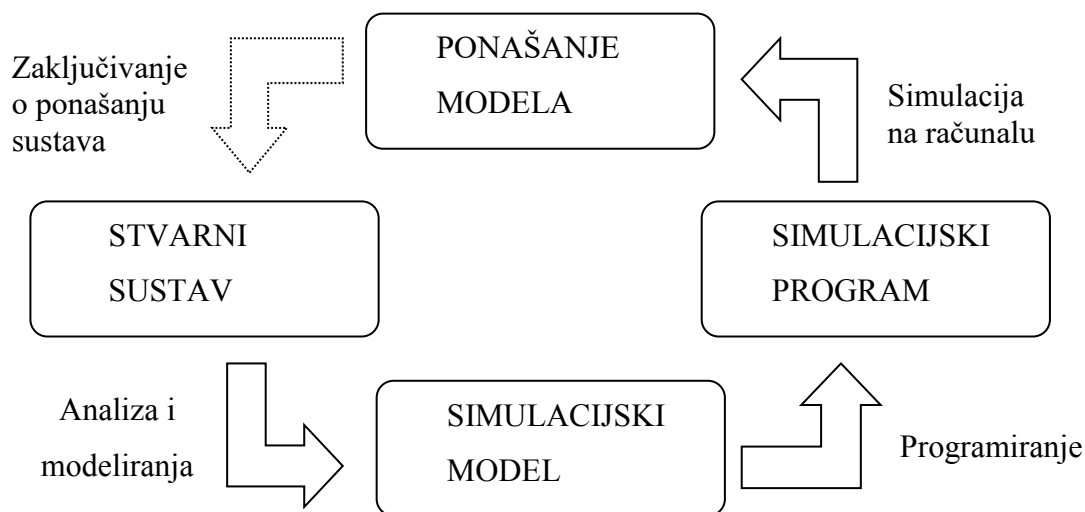 PONAŠANJE
MODELA
Zaključivanje
o ponašanju
sustava
Simulacija
na računalu
STVARNI
SUSTAV
SIMULACIJSKI
PROGRAM
Analiza i
modeliranja
SIMULACIJSKI
MODEL
Programiranje